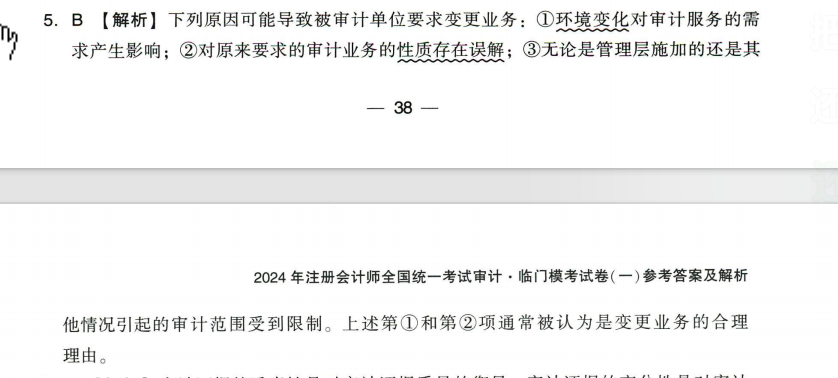 5. B 【解析】下列原因可能导致被审计单位要求变更业务：①环境变化对审计服务的需
求产生影响；②对原来要求的审计业务的性质存在误解；③无论是管理层施加的还是其
— 38 —
2024年注册会计师全国统一考试审计·临门模考试卷(一)参考答案及解析
他情况引起的审计范围受到限制。上述第①和第②项通常被认为是变更业务的合理
理由。